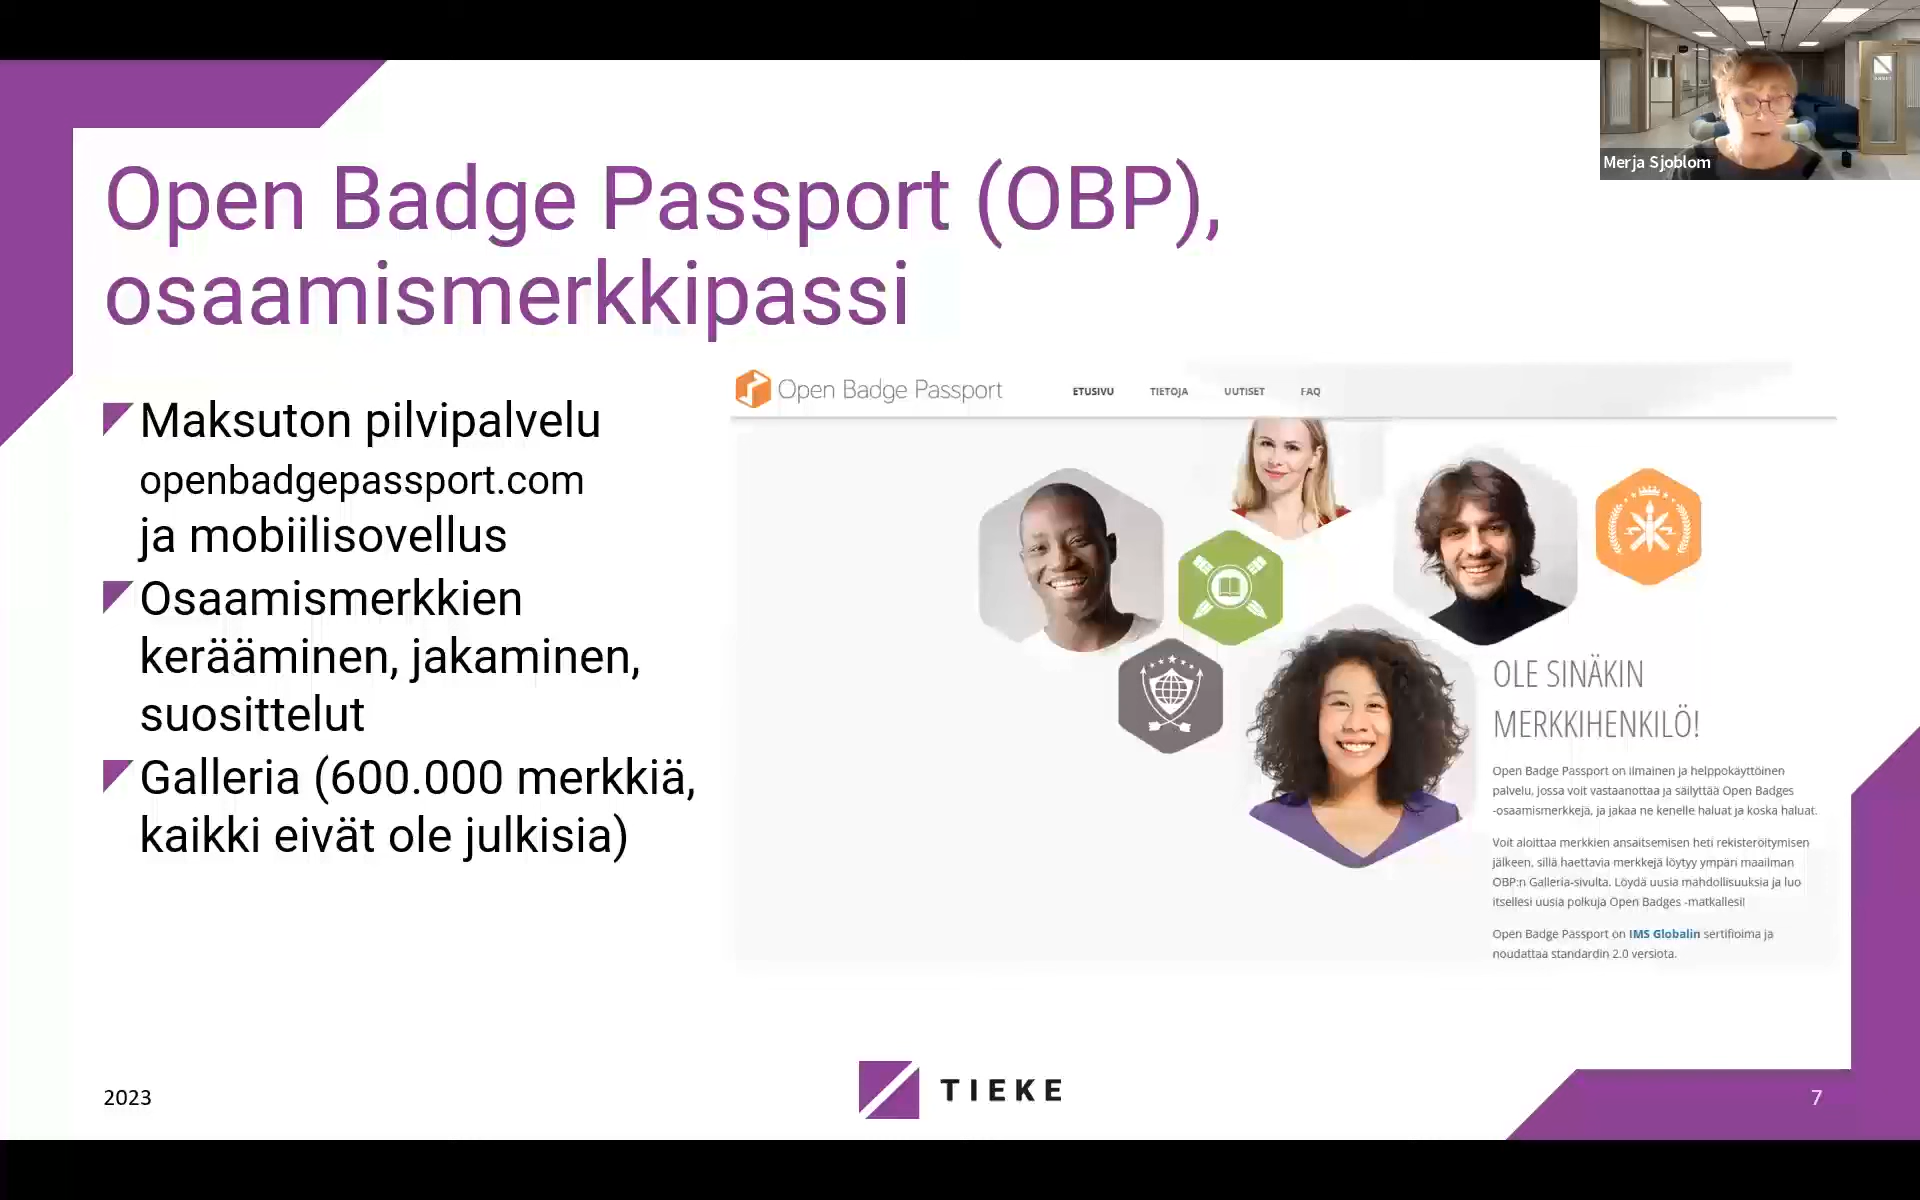 Merja Sjoblom
Open Badge Passport (OBP),
osaamismerkkipassi
Maksuton pilvipalvelu
openbadgepassport.com
ja mobiilisovellus
Osaamismerkkien
kerääminen, jakaminen,
suosittelut
Galleria (600.000 merkkiä,
kaikki eivät ole julkisia)
Open Badge Passport
ETUSIVU TIETOJA UUTISET FAQ
OLE SINÄKIN
MERKKIHENKILÖ!
Open Badge Passport on ilmainen ja helppokäyttöinen
palvelu, jossa voit vastaanottaa ja säilyttää Open Badges
-osaamismerkkejä, ja jakaa ne kenelle haluat ja koska haluat.
Voit aloittaa merkkien ansaitsemisen heti rekisteröitymisen
jälkeen, sillä haettavia merkkejä löytyy ympäri maailman
OBP:n Galleria-sivulta. Löydä uusia mahdollisuuksia ja luo
itsellesi uusia polkuja Open Badges -matkallesi!
Open Badge Passport on IMS Globalin sertifioima ja
noudattaa standardin 2.0 versiota.
2023
TIEKE
7